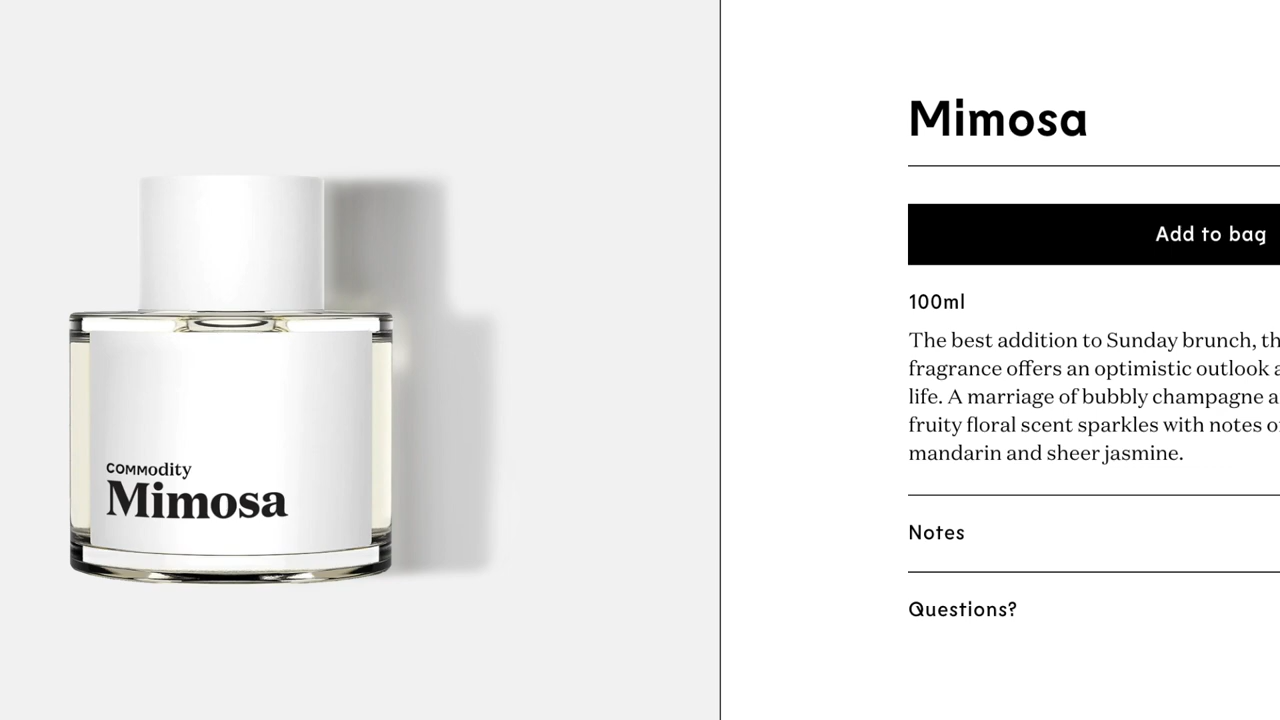 COMModity
Mimosa
Mimosa
Add to bag
100ml
The best addition to Sunday brunch,
fragrance offers an optimistic outlook
life. A marriage of bubbly champagne
fruity floral scent sparkles with notes
mandarin and sheer jasmine.
Notes
Questions?